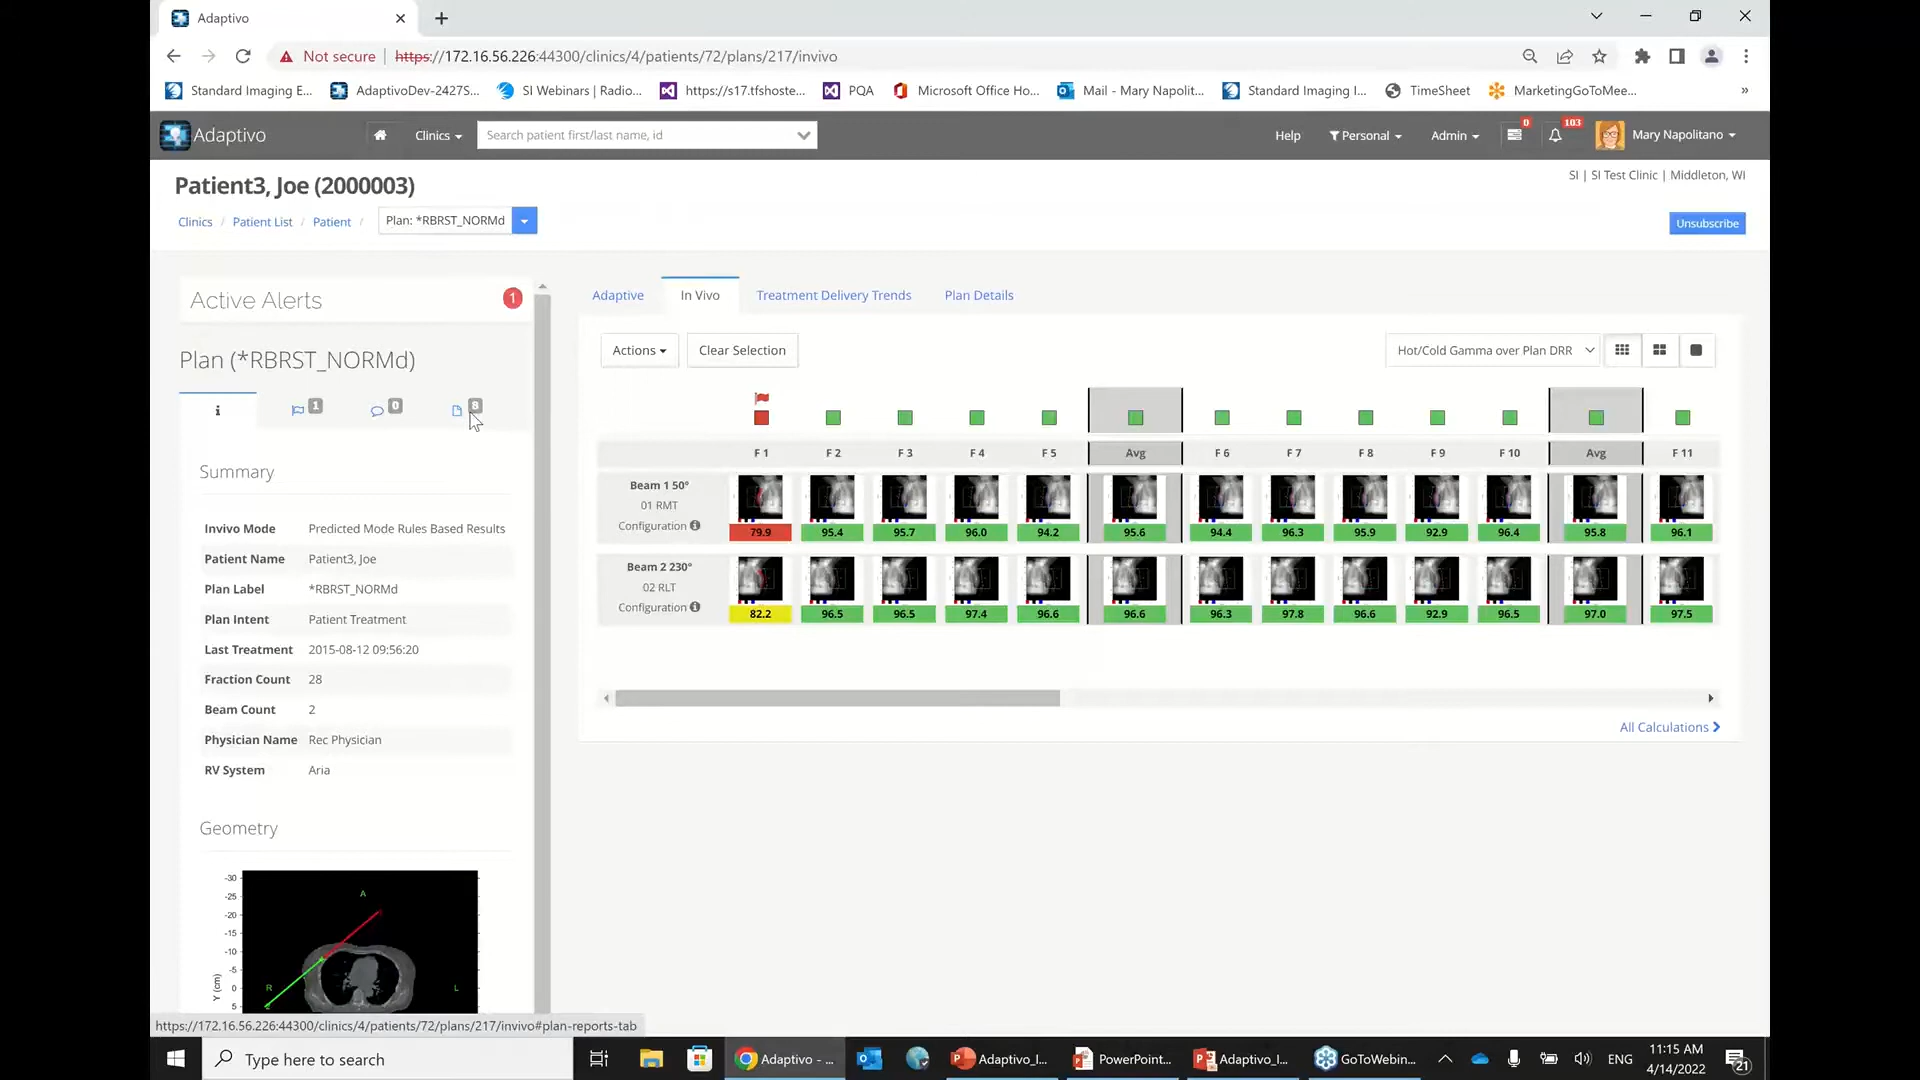 Adaptivo
Not secure
https://172.16.56.226:44300/clinics/4/patients/72/plans/217/invivo
Standard Imaging E...
AdaptivoDev-2427S...
SI Webinars | Radio...
https://s17.tfshoste...
PQA
Microsoft Office Ho...
Mail - Mary Napolit...
Standard Imaging I...
TimeSheet
MarketingGoToMee...
»
Adaptivo
Clinics
Search patient first/last name, id
Help
Personal
Admin
0
103
Mary Napolitano
Patient3, Joe (2000003)
SI | SI Test Clinic | Middleton, WI
Clinics / Patient List / Patient /
Plan: *RBRST_NORMd
Unsubscribe
Active Alerts
1
Plan (*RBRST_NORMd)
i
1
0
8
Summary
Invivo Mode Predicted Mode Rules Based Results
Patient Name Patient3, Joe
Plan Label *RBRST_NORMd
Plan Intent Patient Treatment
Last Treatment 2015-08-12 09:56:20
Fraction Count 28
Beam Count 2
Physician Name Rec Physician
RV System Aria
Geometry
-30
-25
-20
-15
-10
-5
0
5
Y (cm)
A
R
L
Adaptive
In Vivo
Treatment Delivery Trends
Plan Details
Actions
Clear Selection
Hot/Cold Gamma over Plan DRR
F 1 F 2 F 3 F 4 F 5 Avg F 6 F 7 F 8 F 9 F 10 Avg F 11
Beam 1 50°
01 RMT
Configuration
79.9 95.4 95.7 96.0 94.2 95.6 94.4 96.3 95.9 92.9 96.4 95.8 96.1
Beam 2 230°
02 RLT
Configuration
82.2 96.5 96.5 97.4 96.6 96.6 96.3 97.8 96.6 92.9 96.5 97.0 97.5
All Calculations
https://172.16.56.226:44300/clinics/4/patients/72/plans/217/invivo#plan-reports-tab
Type here to search
Adaptivo - ...
Adaptivo_I...
PowerPoint...
Adaptivo_I...
GoToWebin...
ENG
11:15 AM
4/14/2022
21